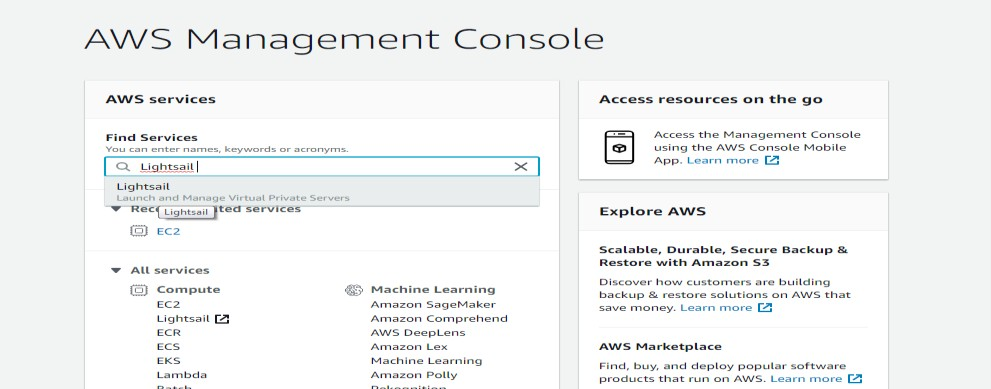 AWS Management Console
AWS services
Find Services
You can enter names, keywords or acronyms.
Lightsail
Lightsail
Launch and Manage Virtual Private Servers
Lightsail
services
EC2
All services
Compute
EC2
Lightsail
ECR
ECS
EKS
Lambda
Batch
Machine Learning
Amazon SageMaker
Amazon Comprehend
AWS DeepLens
Amazon Lex
Machine Learning
Amazon Polly
Rekognition
Access resources on the go
Access the Management Console
using the AWS Console Mobile
App. Learn more
Explore AWS
Scalable, Durable, Secure Backup &
Restore with Amazon S3
Discover how customers are building
backup & restore solutions on AWS that
save money. Learn more
AWS Marketplace
Find, buy, and deploy popular software
products that run on AWS. Learn more